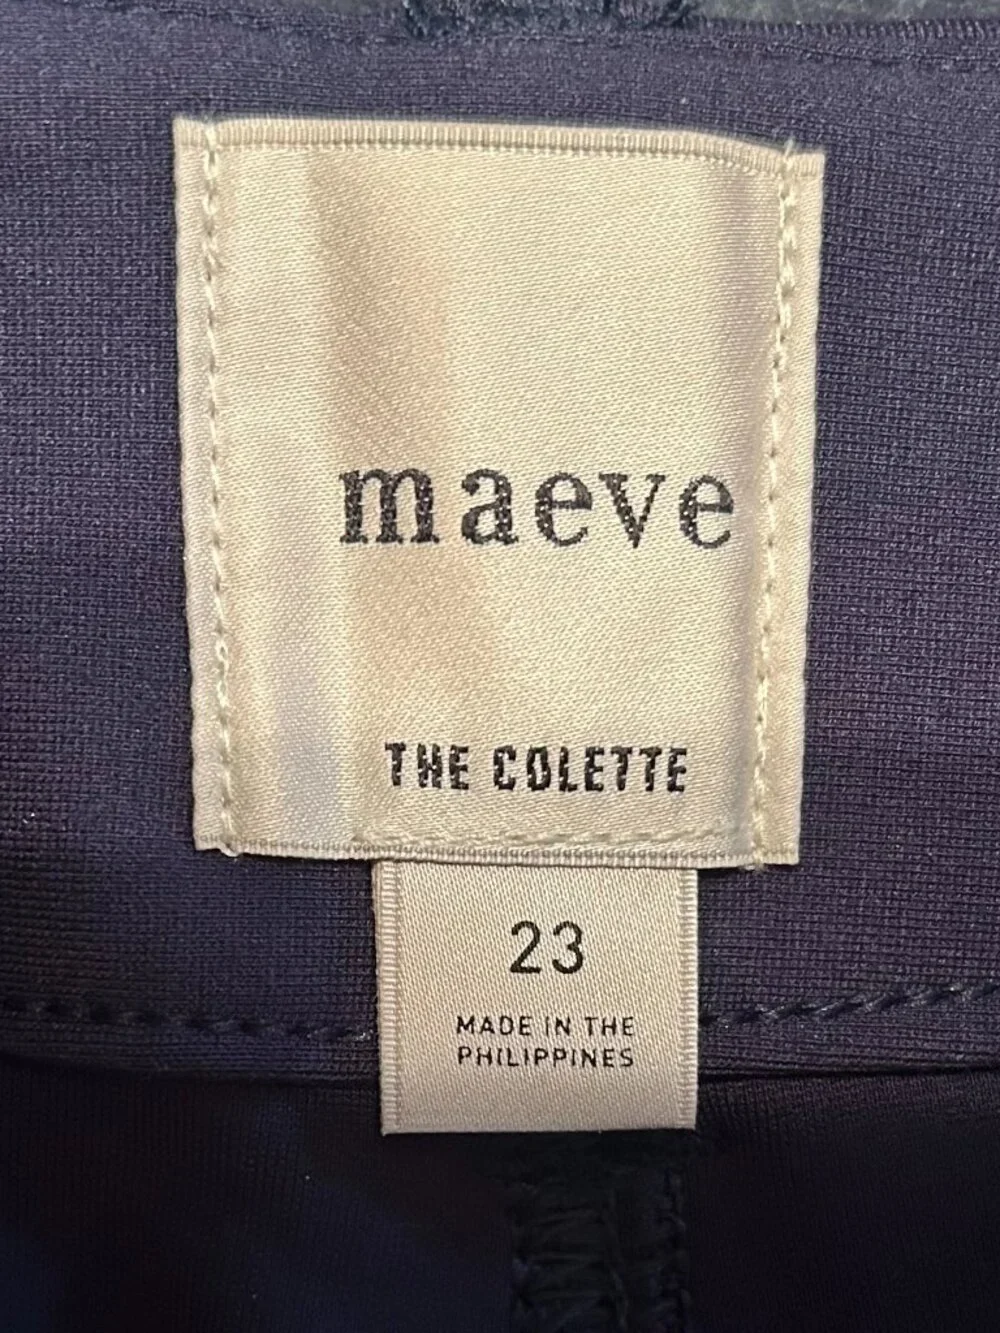 maeve
THE COLETTE
23
MADE IN THE
PHILIPPINES